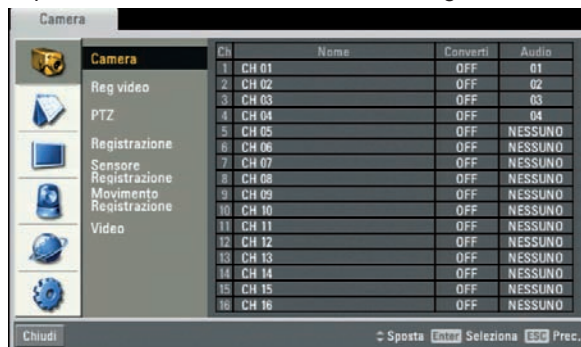 Camera
Camera
Reg video
PTZ
Registrazione
Sensore
Registrazione
Movimento
Registrazione
Video
Ch Nome Converti Audio
1 CH 01 OFF 01
2 CH 02 OFF 02
3 CH 03 OFF 03
4 CH 04 OFF 04
5 CH 05 OFF NESSUNO
6 CH 06 OFF NESSUNO
7 CH 07 OFF NESSUNO
8 CH 08 OFF NESSUNO
9 CH 09 OFF NESSUNO
10 CH 10 OFF NESSUNO
11 CH 11 OFF NESSUNO
12 CH 12 OFF NESSUNO
13 CH 13 OFF NESSUNO
14 CH 14 OFF NESSUNO
15 CH 15 OFF NESSUNO
16 CH 16 OFF NESSUNO
Chiudi
Sposta Enter Seleziona ESC Prec.